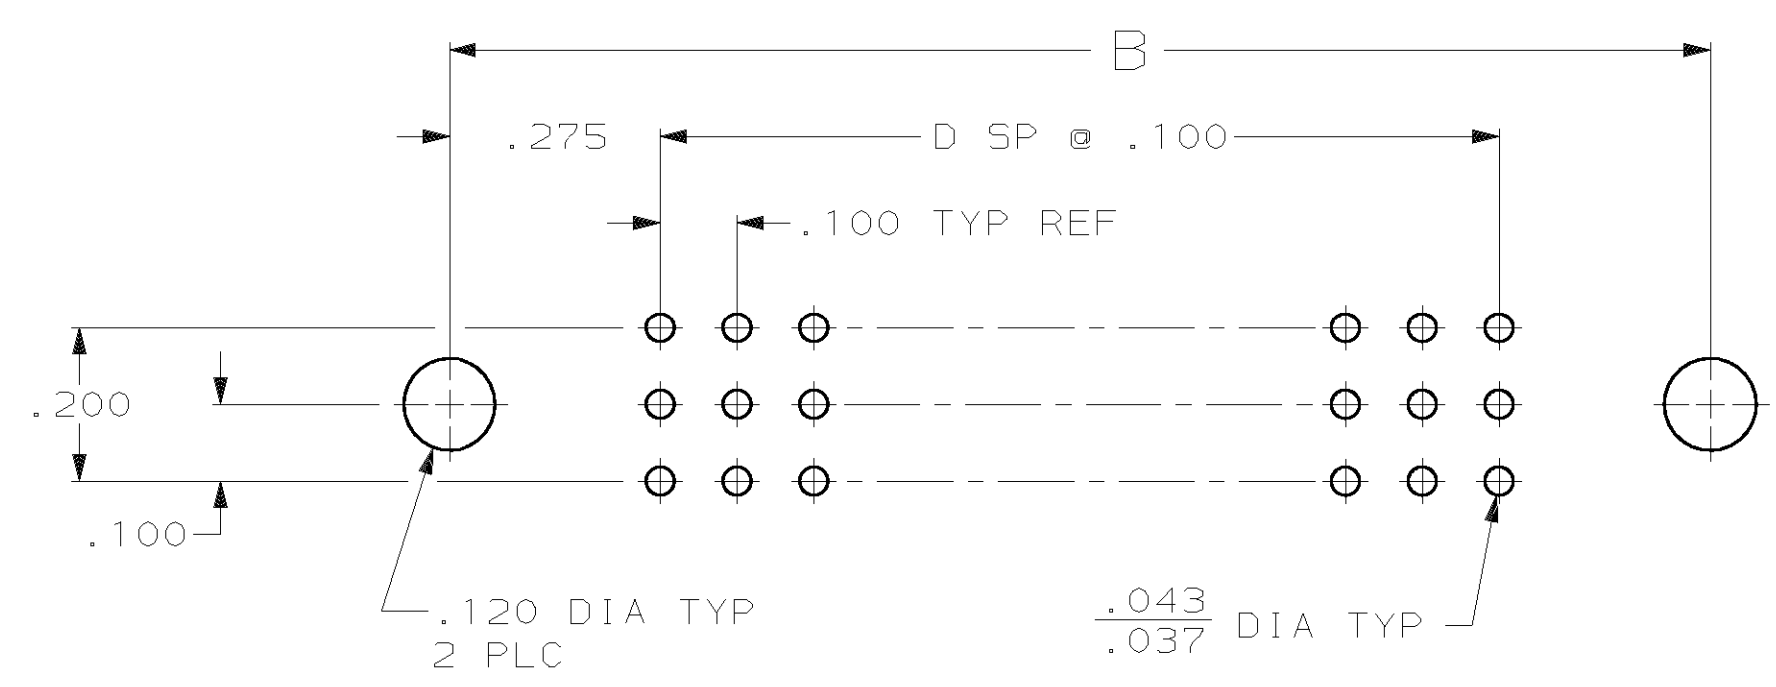 B
.275
D SP @ .100
.100 TYP REF
.200
.100
.120 DIA TYP
2 PLC
.043
.037
DIA TYP